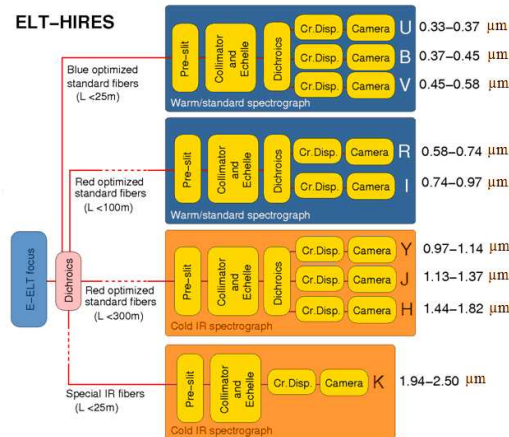 ELT-HIRES
Blue optimized
standard fibers
(L <25m)
Pre-slit
Collimator
and
Echelle
Dichroics
Cr.Disp.
Camera
U
0.33-0.37 μm
Cr.Disp.
Camera
B
0.37-0.45 μm
Cr.Disp.
Camera
V
0.45-0.58 μm
Warm/standard spectrograph
Red optimized
standard fibers
(L <100m)
Pre-slit
Collimator
and
Echelle
Dichroics
Cr.Disp.
Camera
R
0.58-0.74 μm
Cr.Disp.
Camera
I
0.74-0.97 μm
Warm/standard spectrograph
E-ELT focus
Dichroics
Red optimized
standard fibers
(L <300m)
Pre-slit
Collimator
and
Echelle
Dichroics
Cr.Disp.
Camera
Y
0.97-1.14 μm
Cr.Disp.
Camera
J
1.13-1.37 μm
Cr.Disp.
Camera
H
1.44-1.82 μm
Cold IR spectrograph
Special IR fibers
(L <25m)
Pre-slit
Collimator
and
Echelle
Cr.Disp.
Camera
K
1.94-2.50 μm
Cold IR spectrograph